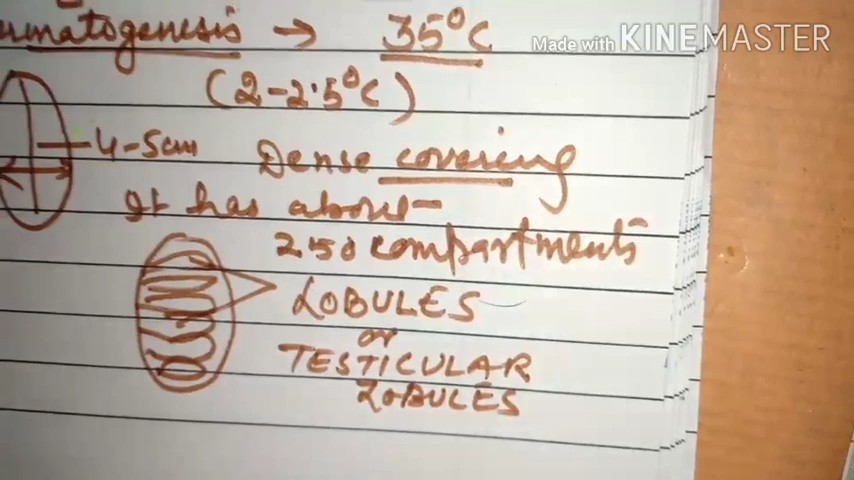 rmatogenesis → 35°C
Made with KINEMASTER
(2-2.5°C)
4-5cm
Dense covering
It has about-
250 compartments
LOBULES
or
TESTICULAR
LOBULES